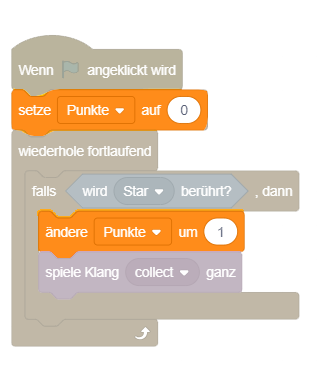 Wenn angeklickt wird
setze Punkte auf 0
wiederhole fortlaufend
falls wird Star berührt? , dann
ändere Punkte um 1
spiele Klang collect ganz